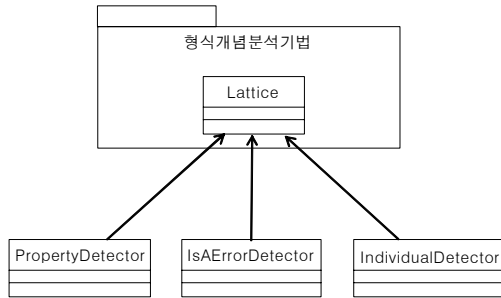 형식개념분석기법
Lattice
PropertyDetector
IsAErrorDetector
IndividualDetector